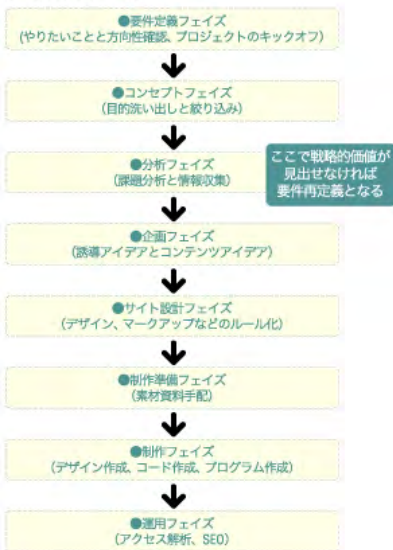 ●要件定義フェイズ
(やりたいことと方向性確認、プロジェクトのキックオフ)
●コンセプトフェイズ
(目的洗い出しと絞り込み)
●分析フェイズ
(課題分析と情報収集)
ここで戦略的価値が
見出せなければ
要件再定義となる
●企画フェイズ
(誘導アイデアとコンテンツアイデア)
●サイト設計フェイズ
(デザイン、マークアップなどのルール化)
●制作準備フェイズ
(素材資料手配)
●制作フェイズ
(デザイン作成、コード作成、プログラム作成)
●運用フェイズ
(アクセス解析、SEO)